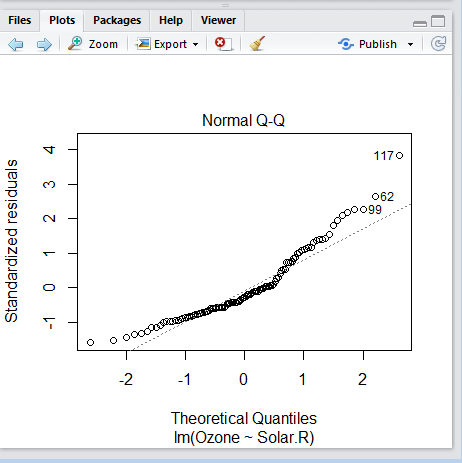 Files Plots Packages Help Viewer
Zoom Export Publish
Normal Q-Q
4
3
2
1
0
-1
Standardized residuals
117
62
99
-2 -1 0 1 2
Theoretical Quantiles
lm(Ozone ~ Solar.R)